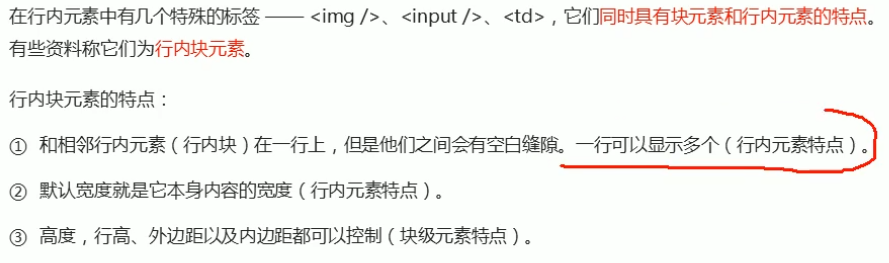 在行内元素中有几个特殊的标签 —— <img />、<input />、<td>，它们同时具有块元素和行内元素的特点。
有些资料称它们为行内块元素。
行内块元素的特点：
① 和相邻行内元素（行内块）在一行上，但是他们之间会有空白缝隙。一行可以显示多个（行内元素特点）。
② 默认宽度就是它本身内容的宽度（行内元素特点）。
③ 高度，行高、外边距以及内边距都可以控制（块级元素特点）。